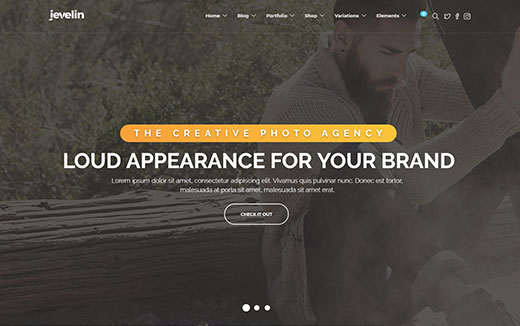 jevelin
Home Blog Portfolio Shop Variations Elements
THE CREATIVE PHOTO AGENCY
LOUD APPEARANCE FOR YOUR BRAND
Lorem ipsum dolor sit amet, consectetur adipiscing elit. Vivamus quis pulvinar nunc. Donec est tortor,
malesuada at porta sit amet, malesuada sit amet erat.
CHECK IT OUT